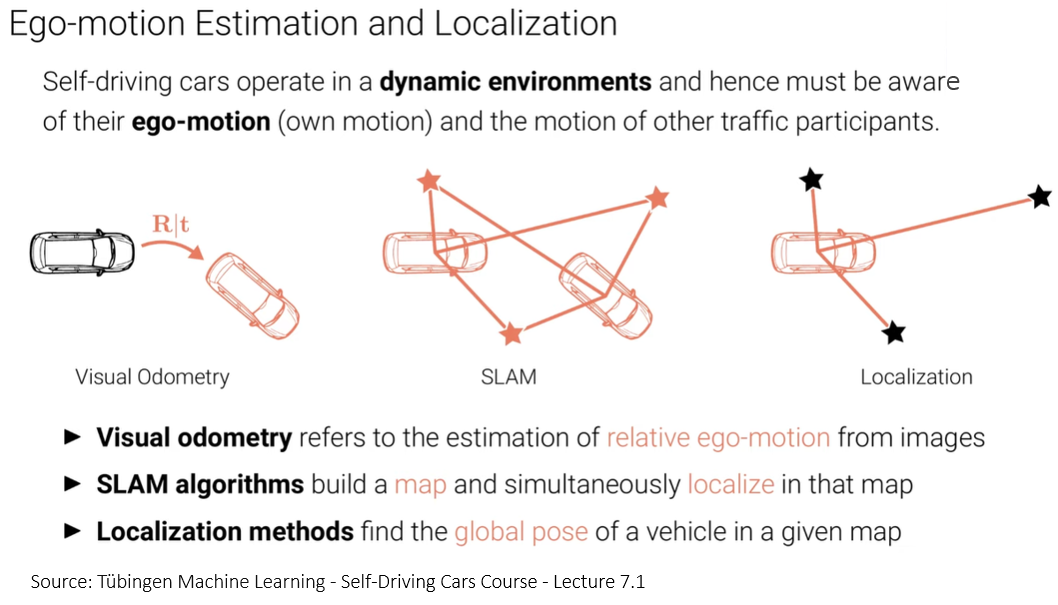 Ego-motion Estimation and Localization
Self-driving cars operate in a dynamic environments and hence must be aware
of their ego-motion (own motion) and the motion of other traffic participants.
R|t
Visual Odometry
SLAM
Localization
► Visual odometry refers to the estimation of relative ego-motion from images
► SLAM algorithms build a map and simultaneously localize in that map
► Localization methods find the global pose of a vehicle in a given map
Source: Tübingen Machine Learning - Self-Driving Cars Course - Lecture 7.1